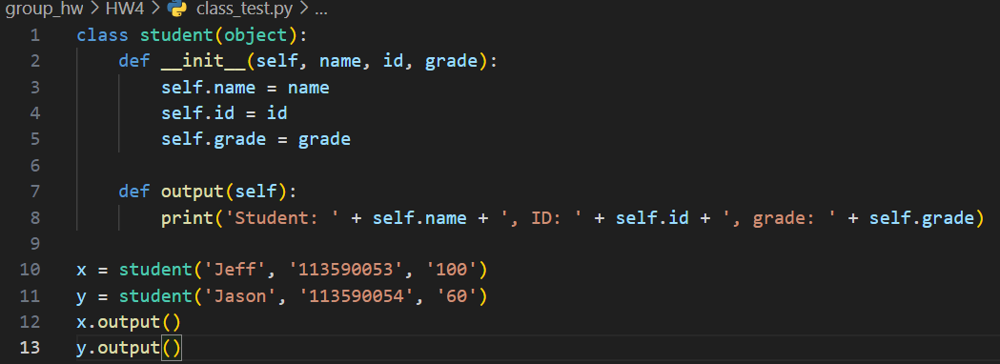 group_hw > HW4 > class_test.py > ...
1 class student(object):
2     def __init__(self, name, id, grade):
3         self.name = name
4         self.id = id
5         self.grade = grade
6
7     def output(self):
8         print('Student: ' + self.name + ', ID: ' + self.id + ', grade: ' + self.grade)
9
10 x = student('Jeff', '113590053', '100')
11 y = student('Jason', '113590054', '60')
12 x.output()
13 y.output()